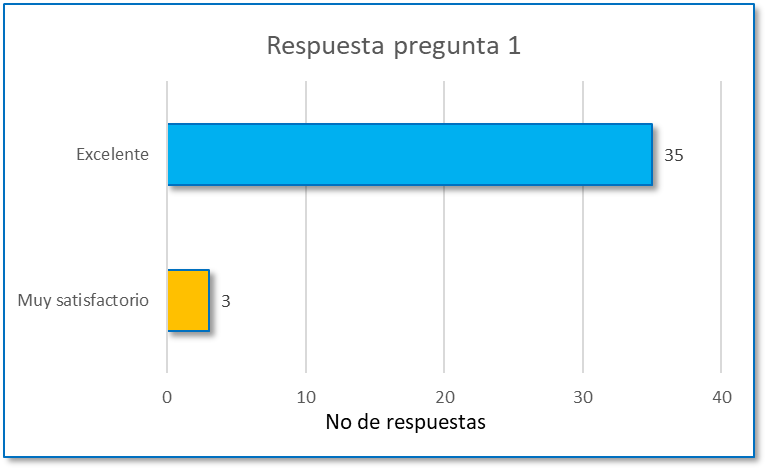 Respuesta pregunta 1
Excelente
35
Muy satisfactorio
3
0 10 20 30 40
No de respuestas